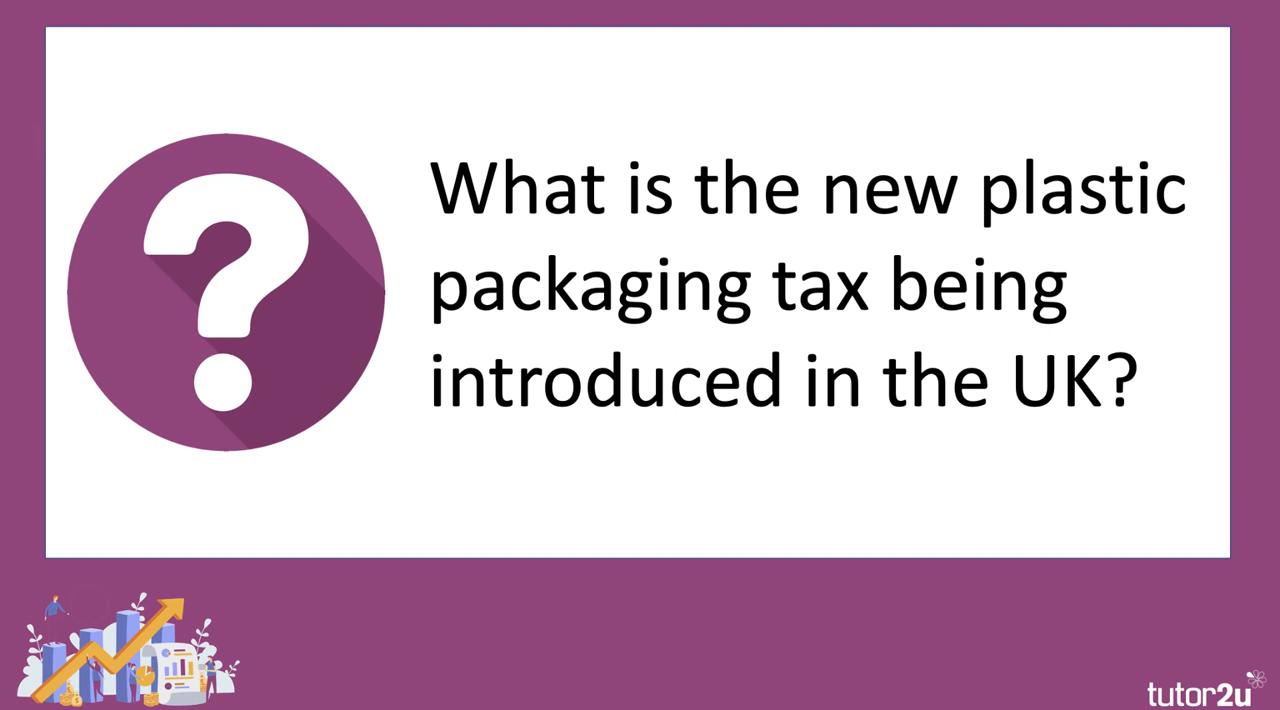 What is the new plastic
packaging tax being
introduced in the UK?
tutor2u